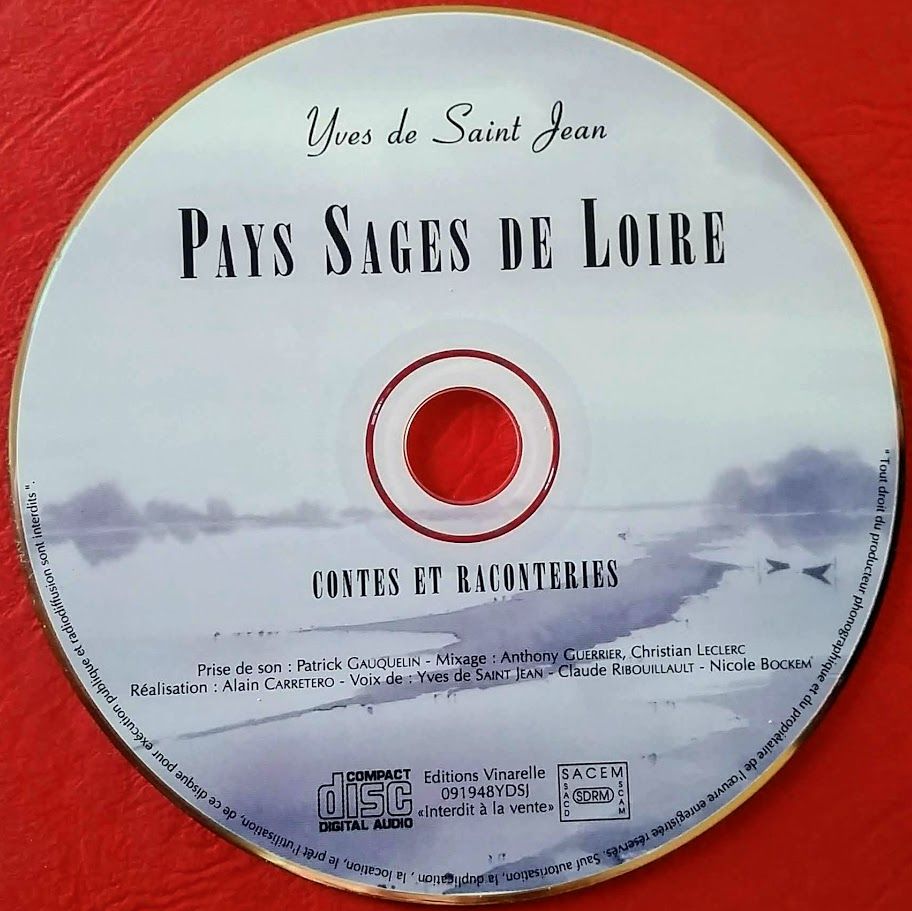 Yves de Saint Jean
PAYS SAGES DE LOIRE
CONTES ET RACONTERIES
Prise de son : Patrick GAUQUELIN - Mixage : Anthony GUERRIER, Christian LECLERC
Réalisation : Alain CARRETERO - Voix de : Yves de SAINT JEAN - Claude RIBOUILLAULT - Nicole BOCKEM
COMPACT
disc
DIGITAL AUDIO
Editions Vinarelle
091948YDSJ
«Interdit à la vente»
SACEM
SACD
SDRM
SCAM
" Tout droit du producteur phonographique et du propriétaire de l'œuvre enregistrée réservés. Sauf autorisation, la duplication, la location, le prêt l'utilisation, de ce disque pour exécution publique et radiodiffusion sont interdits ".